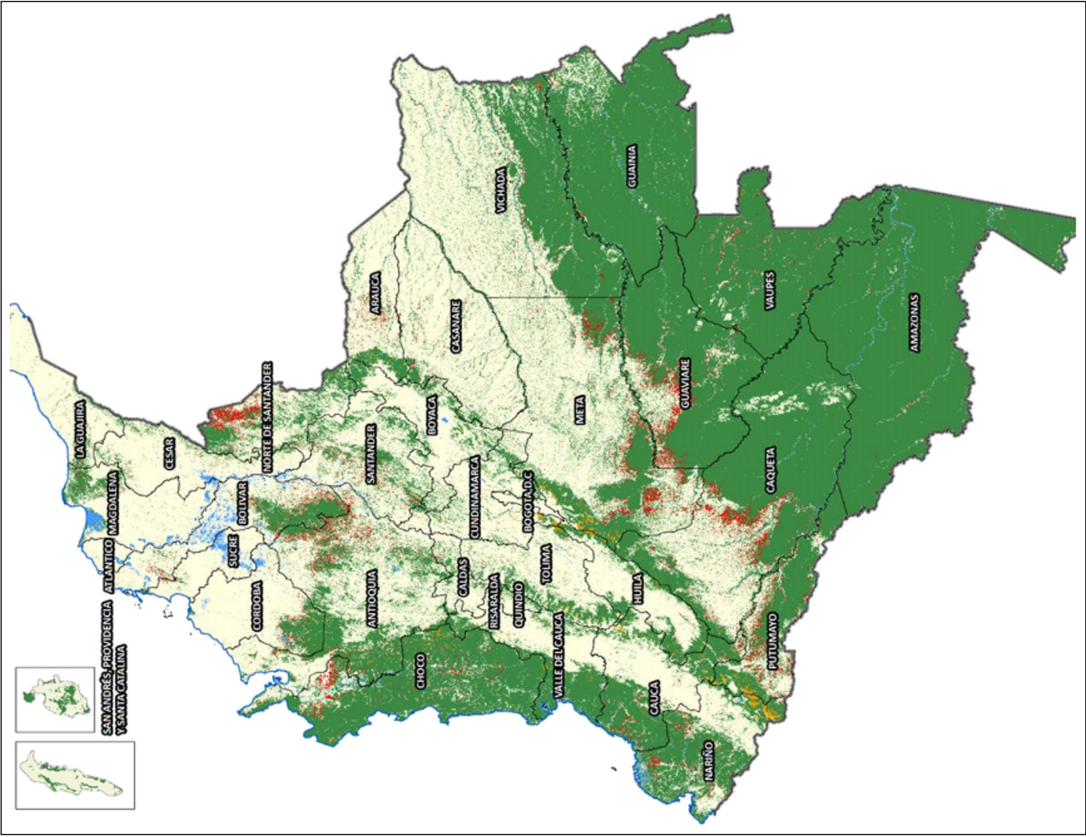 LA GUAJIRA
ATLANTICO
MAGDALENA
CESAR
SAN ANDRÉS, PROVIDENCIA
Y SANTA CATALINA
SUCRE
BOLIVAR
NORTE DE SANTANDER
CORDOBA
ANTIOQUIA
SANTANDER
ARAUCA
CHOCO
BOYACA
CASANARE
CALDAS
CUNDINAMARCA
RISARALDA
QUINDIO
VICHADA
BOGOTA,D.C
TOLIMA
VALLE DEL CAUCA
META
HUILA
GUAINIA
CAUCA
GUAVIARE
NARIÑO
PUTUMAYO
CAQUETA
VAUPES
AMAZONAS